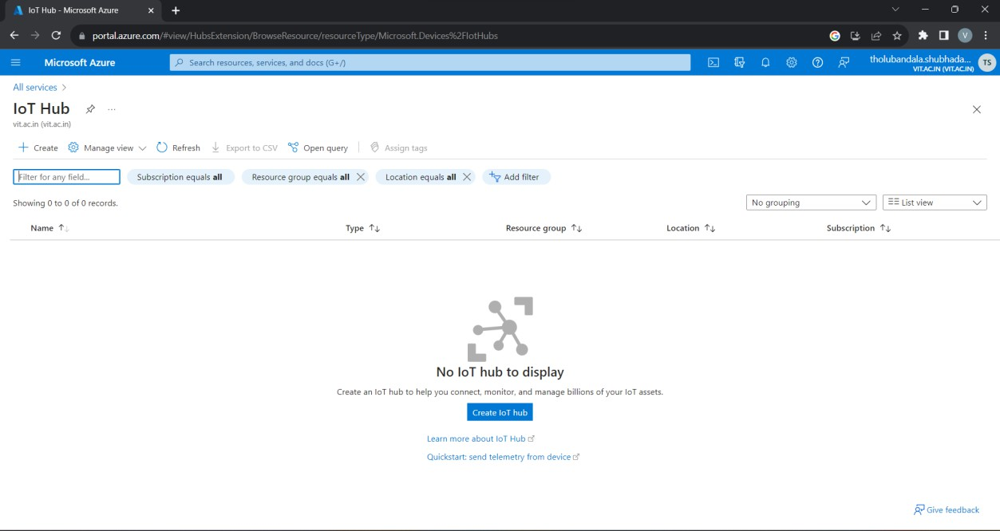 IoT Hub - Microsoft Azure
portal.azure.com/#view/HubsExtension/BrowseResource/resourceType/Microsoft.Devices%2FIotHubs
V
Microsoft Azure
Search resources, services, and docs (G+/)
tholubandala.shubhada...
VIT.AC.IN (VIT.AC.IN)
TS
All services >
IoT Hub
...
vit.ac.in (vit.ac.in)
Create Manage view Refresh Export to CSV Open query Assign tags
Filter for any field... Subscription equals all Resource group equals all Location equals all Add filter
Showing 0 to 0 of 0 records.
No grouping List view
Name Type Resource group Location Subscription
No IoT hub to display
Create an IoT hub to help you connect, monitor, and manage billions of your IoT assets.
Create IoT hub
Learn more about IoT Hub
Quickstart: send telemetry from device
Give feedback